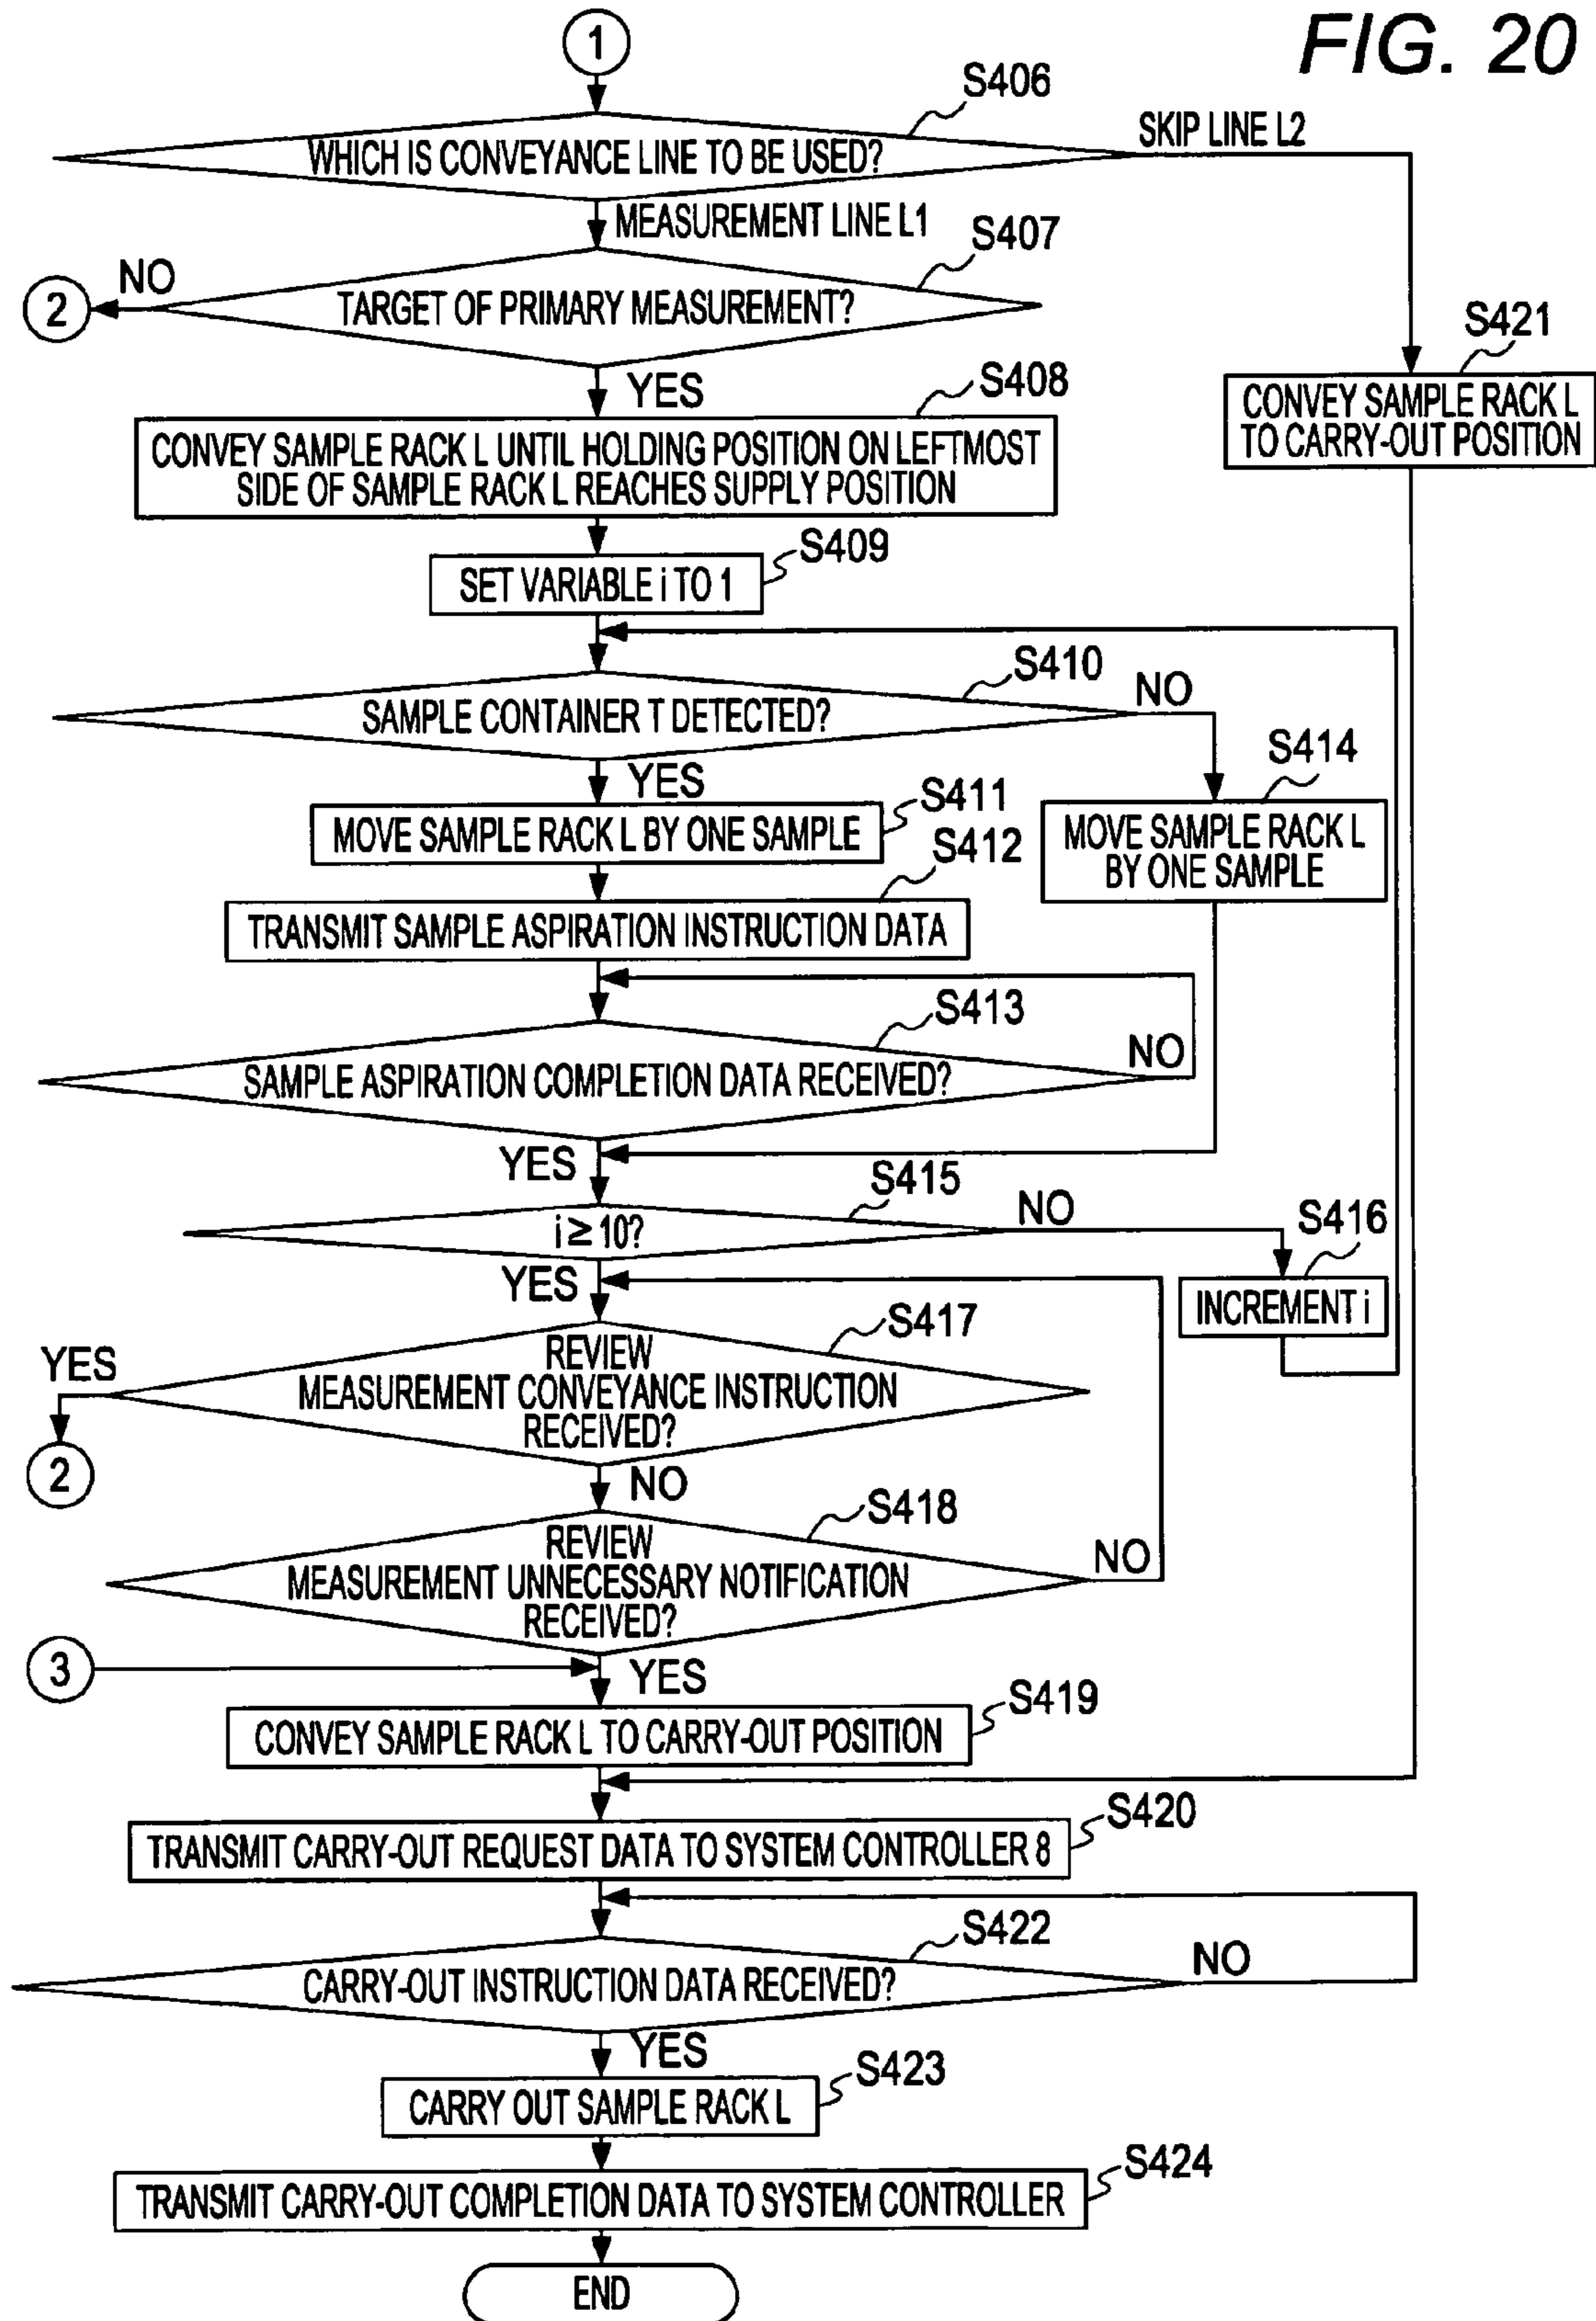 FIG. 20
1
S406
WHICH IS CONVEYANCE LINE TO BE USED?
SKIP LINE L2
MEASUREMENT LINE L1
S407
NO
2
TARGET OF PRIMARY MEASUREMENT?
S421
YES
S408
CONVEY SAMPLE RACK L
TO CARRY-OUT POSITION
CONVEY SAMPLE RACK L UNTIL HOLDING POSITION ON LEFTMOST
SIDE OF SAMPLE RACK L REACHES SUPPLY POSITION
S409
SET VARIABLE i TO 1
S410
NO
SAMPLE CONTAINER T DETECTED?
S414
YES
S411
MOVE SAMPLE RACK L BY ONE SAMPLE
MOVE SAMPLE RACK L
BY ONE SAMPLE
S412
TRANSMIT SAMPLE ASPIRATION INSTRUCTION DATA
S413
NO
SAMPLE ASPIRATION COMPLETION DATA RECEIVED?
YES
S415
NO
i ≥ 10?
S416
YES
INCREMENT i
S417
YES
REVIEW
MEASUREMENT CONVEYANCE INSTRUCTION
RECEIVED?
2
NO
S418
REVIEW
MEASUREMENT UNNECESSARY NOTIFICATION
RECEIVED?
NO
3
YES
S419
CONVEY SAMPLE RACK L TO CARRY-OUT POSITION
S420
TRANSMIT CARRY-OUT REQUEST DATA TO SYSTEM CONTROLLER 8
S422
NO
CARRY-OUT INSTRUCTION DATA RECEIVED?
YES
S423
CARRY OUT SAMPLE RACK L
S424
TRANSMIT CARRY-OUT COMPLETION DATA TO SYSTEM CONTROLLER
END